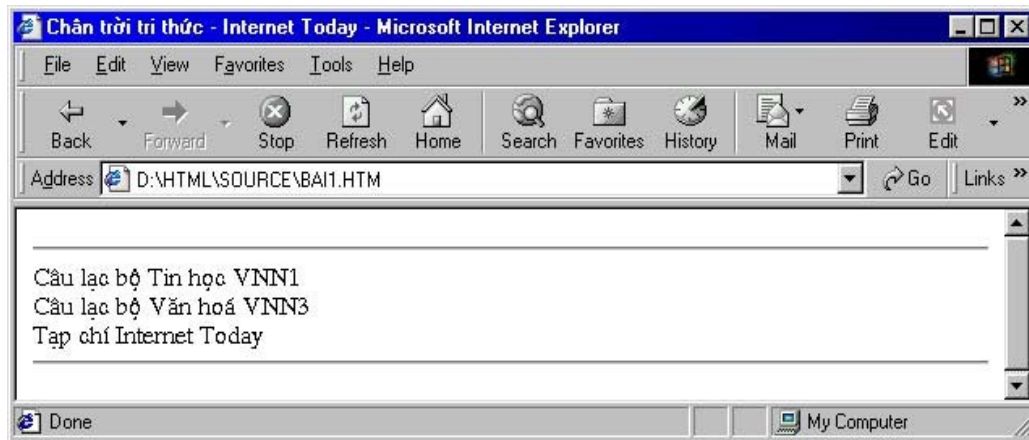 Chân trời tri thức - Internet Today - Microsoft Internet Explorer
File Edit View Favorites Tools Help
Back Forward Stop Refresh Home Search Favorites History Mail Print Edit »
Address D:\HTML\SOURCE\BAI1.HTM Go Links »
Câu lạc bộ Tin học VNN1
Câu lạc bộ Văn hoá VNN3
Tạp chí Internet Today
Done My Computer